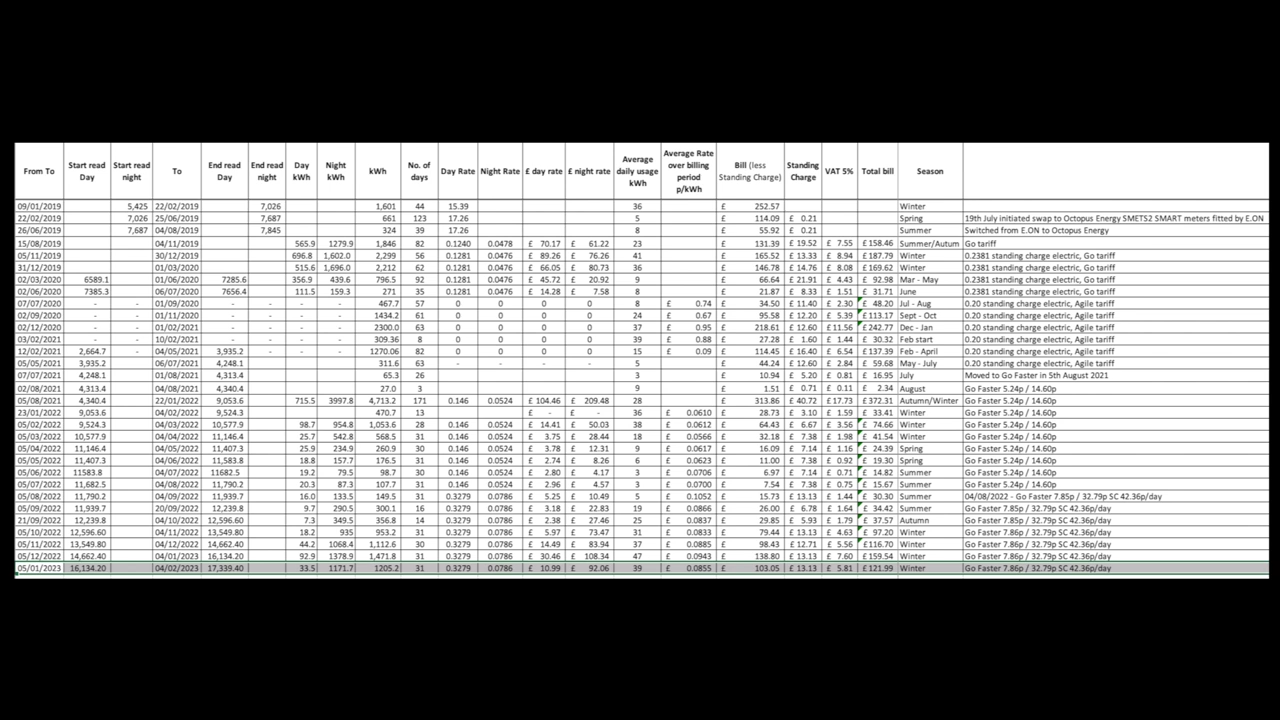 From To Start read Day Start read night To End read Day End read night Day kWh Night kWh kWh No. of days Day Rate Night Rate £ day rate £ night rate Average daily usage kWh Average Rate over billing period p/kWh Bill (less Standing Charge) Standing Charge VAT 5% Total bill Season
09/01/2019 5,425 22/02/2019 7,026 1,601 44 15.39 36 £ 252.57 Winter
22/02/2019 7,026 25/06/2019 7,687 661 123 17.26 5 £ 114.09 £ 0.21 Spring 19th July initiated swap to Octopus Energy SMETS2 SMART meters fitted by E.ON
26/06/2019 7,687 04/08/2019 7,845 324 39 17.26 8 £ 55.92 £ 0.21 Summer Switched from E.ON to Octopus Energy
15/08/2019 04/11/2019 565.9 1279.9 1,846 82 0.1240 0.0478 £ 70.17 £ 61.22 23 £ 131.39 £ 19.52 £ 7.55 £158.46 Summer/Autum Go tariff
05/11/2019 30/12/2019 696.8 1,602.0 2,299 56 0.1281 0.0476 £ 89.26 £ 76.26 41 £ 165.52 £ 13.33 £ 8.94 £187.79 Winter 0.2381 standing charge electric, Go tariff
31/12/2019 01/03/2020 515.6 1,696.0 2,212 62 0.1281 0.0476 £ 66.05 £ 80.73 36 £ 146.78 £ 14.76 £ 8.08 £169.62 Winter 0.2381 standing charge electric, Go tariff
02/03/2020 6589.1 01/06/2020 7285.6 356.9 439.6 796.5 92 0.1281 0.0476 £ 45.72 £ 20.92 9 £ 66.64 £ 21.91 £ 4.43 £ 92.98 Mar - May 0.2381 standing charge electric, Go tariff
02/06/2020 7385.3 06/07/2020 7656.4 111.5 159.3 271 35 0.1281 0.0476 £ 14.28 £ 7.58 8 £ 21.87 £ 8.33 £ 1.51 £ 31.71 June 0.2381 standing charge electric, Go tariff
07/07/2020 - - 01/09/2020 - - - - 467.7 57 0 0 0 0 8 £ 0.74 £ 34.50 £ 11.40 £ 2.30 £ 48.20 Jul - Aug 0.20 standing charge electric, Agile tariff
02/09/2020 - - 01/11/2020 - - - - 1434.2 61 0 0 0 0 24 £ 0.67 £ 95.58 £ 12.20 £ 5.39 £113.17 Sept - Oct 0.20 standing charge electric, Agile tariff
02/12/2020 - - 01/02/2021 - - - - 2300.0 63 0 0 0 0 37 £ 0.95 £ 218.61 £ 12.60 £11.56 £242.77 Dec - Jan 0.20 standing charge electric, Agile tariff
03/02/2021 - - 10/02/2021 - - - - 309.36 8 0 0 0 0 39 £ 0.88 £ 27.28 £ 1.60 £ 1.44 £ 30.32 Feb start 0.20 standing charge electric, Agile tariff
12/02/2021 2,664.7 - 04/05/2021 3,935.2 - - - 1270.06 82 0 0 0 0 15 £ 0.09 £ 114.45 £ 16.40 £ 6.54 £137.39 Feb - April 0.20 standing charge electric, Agile tariff
05/05/2021 3,935.2 06/07/2021 4,248.1 311.6 63 - - - - 5 £ 44.24 £ 12.60 £ 2.84 £ 59.68 May - July 0.20 standing charge electric, Agile tariff
07/07/2021 4,248.1 01/08/2021 4,313.4 65.3 26 3 £ 10.94 £ 5.20 £ 0.81 £ 16.95 July Moved to Go Faster in 5th August 2021
02/08/2021 4,313.4 04/08/2021 4,340.4 27.0 3 9 £ 1.51 £ 0.71 £ 0.11 £ 2.34 August Go Faster 5.24p / 14.60p
05/08/2021 4,340.4 22/01/2022 9,053.6 715.5 3997.8 4,713.2 171 0.146 0.0524 £ 104.46 £ 209.48 28 £ 313.86 £ 40.72 £ 17.73 £372.31 Autumn/Winter Go Faster 5.24p / 14.60p
23/01/2022 9,053.6 04/02/2022 9,524.3 470.7 13 £ - £ - 36 £ 0.0610 £ 28.73 £ 3.10 £ 1.59 £ 33.41 Winter Go Faster 5.24p / 14.60p
05/02/2022 9,524.3 04/03/2022 10,577.9 98.7 954.8 1,053.6 28 0.146 0.0524 £ 14.41 £ 50.03 38 £ 0.0612 £ 64.43 £ 6.67 £ 3.56 £ 74.66 Winter Go Faster 5.24p / 14.60p
05/03/2022 10,577.9 04/04/2022 11,146.4 25.7 542.8 568.5 31 0.146 0.0524 £ 3.75 £ 28.44 18 £ 0.0566 £ 32.18 £ 7.38 £ 1.98 £ 41.54 Winter Go Faster 5.24p / 14.60p
05/04/2022 11,146.4 04/05/2022 11,407.3 25.9 234.9 260.9 30 0.146 0.0524 £ 3.78 £ 12.31 9 £ 0.0617 £ 16.09 £ 7.14 £ 1.16 £ 24.39 Spring Go Faster 5.24p / 14.60p
05/05/2022 11,407.3 04/06/2022 11,583.8 18.8 157.7 176.5 31 0.146 0.0524 £ 2.74 £ 8.26 6 £ 0.0623 £ 11.00 £ 7.38 £ 0.92 £ 19.30 Spring Go Faster 5.24p / 14.60p
05/06/2022 11583.8 04/07/2022 11682.5 19.2 79.5 98.7 30 0.146 0.0524 £ 2.80 £ 4.17 3 £ 0.0706 £ 6.97 £ 7.14 £ 0.71 £ 14.82 Summer Go Faster 5.24p / 14.60p
05/07/2022 11,682.5 04/08/2022 11,790.2 20.3 87.3 107.7 31 0.146 0.0524 £ 2.96 £ 4.57 3 £ 0.0700 £ 7.54 £ 7.38 £ 0.75 £ 15.67 Summer Go Faster 5.24p / 14.60p
05/08/2022 11,790.2 04/09/2022 11,939.7 16.0 133.5 149.5 31 0.3279 0.0786 £ 5.25 £ 10.49 5 £ 0.1052 £ 15.73 £ 13.13 £ 1.44 £ 30.30 Summer 04/08/2022 - Go Faster 7.85p / 32.79p SC 42.36p/day
05/09/2022 11,939.7 20/09/2022 12,239.8 9.7 290.5 300.1 16 0.3279 0.0786 £ 3.18 £ 22.83 19 £ 0.0866 £ 26.00 £ 6.78 £ 1.64 £ 34.42 Summer Go Faster 7.85p / 32.79p SC 42.36p/day
21/09/2022 12,239.8 04/10/2022 12,596.60 7.3 349.5 356.8 14 0.3279 0.0786 £ 2.38 £ 27.46 25 £ 0.0837 £ 29.85 £ 5.93 £ 1.79 £ 37.57 Autumn Go Faster 7.86p / 32.79p SC 42.36p/day
05/10/2022 12,596.60 04/11/2022 13,549.80 18.2 935 953.2 31 0.3279 0.0786 £ 5.97 £ 73.47 31 £ 0.0833 £ 79.44 £ 13.13 £ 4.63 £ 97.20 Winter Go Faster 7.86p / 32.79p SC 42.36p/day
05/11/2022 13,549.80 04/12/2022 14,662.40 44.2 1068.4 1,112.6 30 0.3279 0.0786 £ 14.49 £ 83.94 37 £ 0.0885 £ 98.43 £ 12.71 £ 5.56 £116.70 Winter Go Faster 7.86p / 32.79p SC 42.36p/day
05/12/2022 14,662.40 04/01/2023 16,134.20 92.9 1378.9 1,471.8 31 0.3279 0.0786 £ 30.46 £ 108.34 47 £ 0.0943 £ 138.80 £ 13.13 £ 7.60 £159.54 Winter Go Faster 7.86p / 32.79p SC 42.36p/day
05/01/2023 16,134.20 04/02/2023 17,339.40 33.5 1171.7 1205.2 31 0.3279 0.0786 £ 10.99 £ 92.06 39 £ 0.0855 £ 103.05 £ 13.13 £ 5.81 £121.99 Winter Go Faster 7.86p / 32.79p SC 42.36p/day